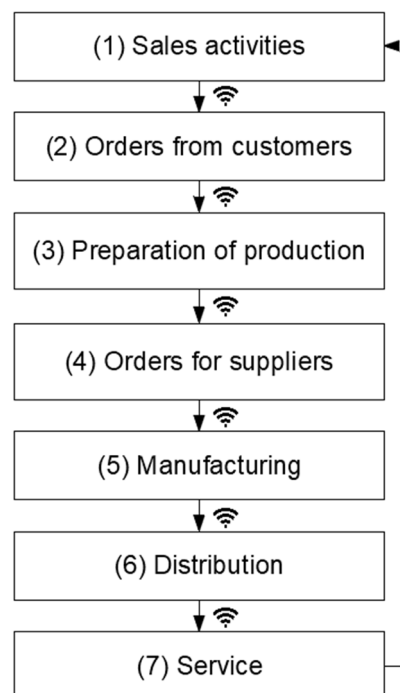 (1) Sales activities
(2) Orders from customers
(3) Preparation of production
(4) Orders for suppliers
(5) Manufacturing
(6) Distribution
(7) Service